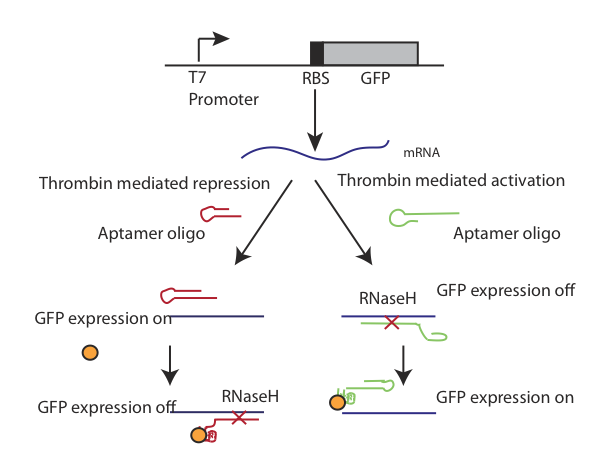 T7
Promoter
RBS
GFP
mRNA
Thrombin mediated repression
Thrombin mediated activation
Aptamer oligo
Aptamer oligo
RNaseH
GFP expression off
GFP expression on
RNaseH
GFP expression off
GFP expression on